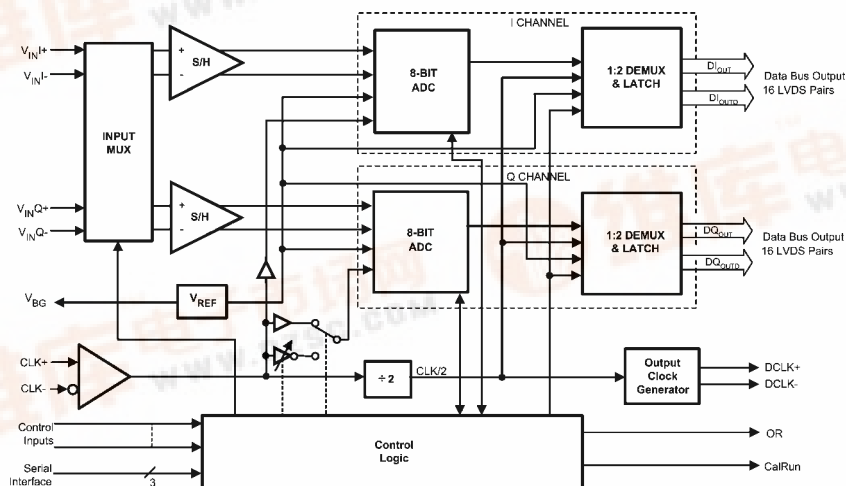 I CHANNEL
VINI+
VINI-
+
S/H
-
8-BIT
ADC
1:2 DEMUX
& LATCH
DIOUT
DIOUTD
Data Bus Output
16 LVDS Pairs
INPUT
MUX
Q CHANNEL
VINQ+
VINQ-
+
S/H
-
8-BIT
ADC
1:2 DEMUX
& LATCH
DQOUT
DQOUTD
Data Bus Output
16 LVDS Pairs
VBG
VREF
CLK+
CLK-
÷ 2
CLK/2
Output
Clock
Generator
DCLK+
DCLK-
Control
Inputs
Control
Logic
OR
Serial
Interface
3
CalRun